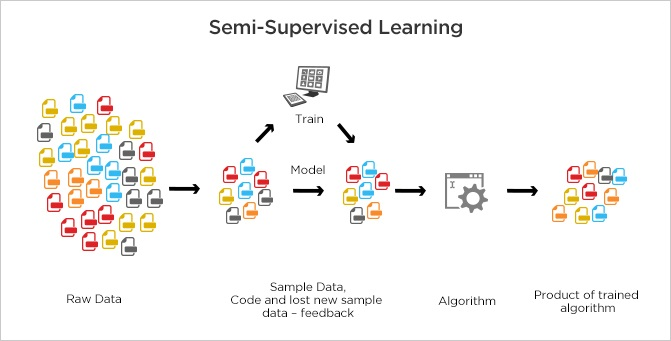 Semi-Supervised Learning
Train
Model
Raw Data
Sample Data,
Code and lost new sample
data – feedback
Algorithm
Product of trained
algorithm